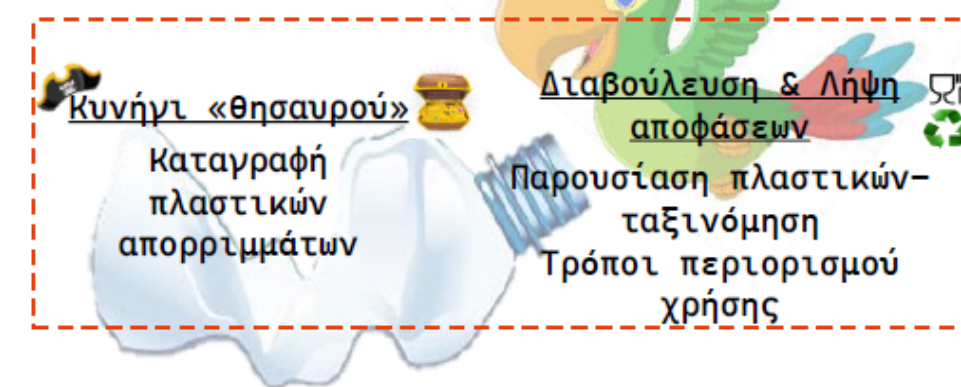 Κυνήγι «θησαυρού»
Καταγραφή
πλαστικών
απορριμμάτων
Διαβούλευση & Λήψη
αποφάσεων
Παρουσίαση πλαστικών-
ταξινόμηση
Τρόποι περιορισμού
χρήσης